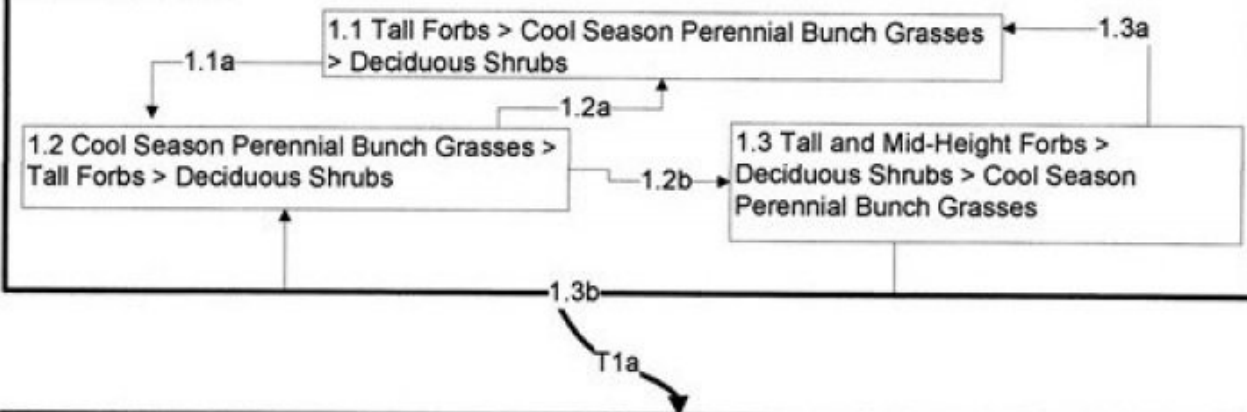 1.1 Tall Forbs > Cool Season Perennial Bunch Grasses
> Deciduous Shrubs
1.3a
1.1a
1.2a
1.2 Cool Season Perennial Bunch Grasses >
Tall Forbs > Deciduous Shrubs
1.2b
1.3 Tall and Mid-Height Forbs >
Deciduous Shrubs > Cool Season
Perennial Bunch Grasses
1.3b
T1a